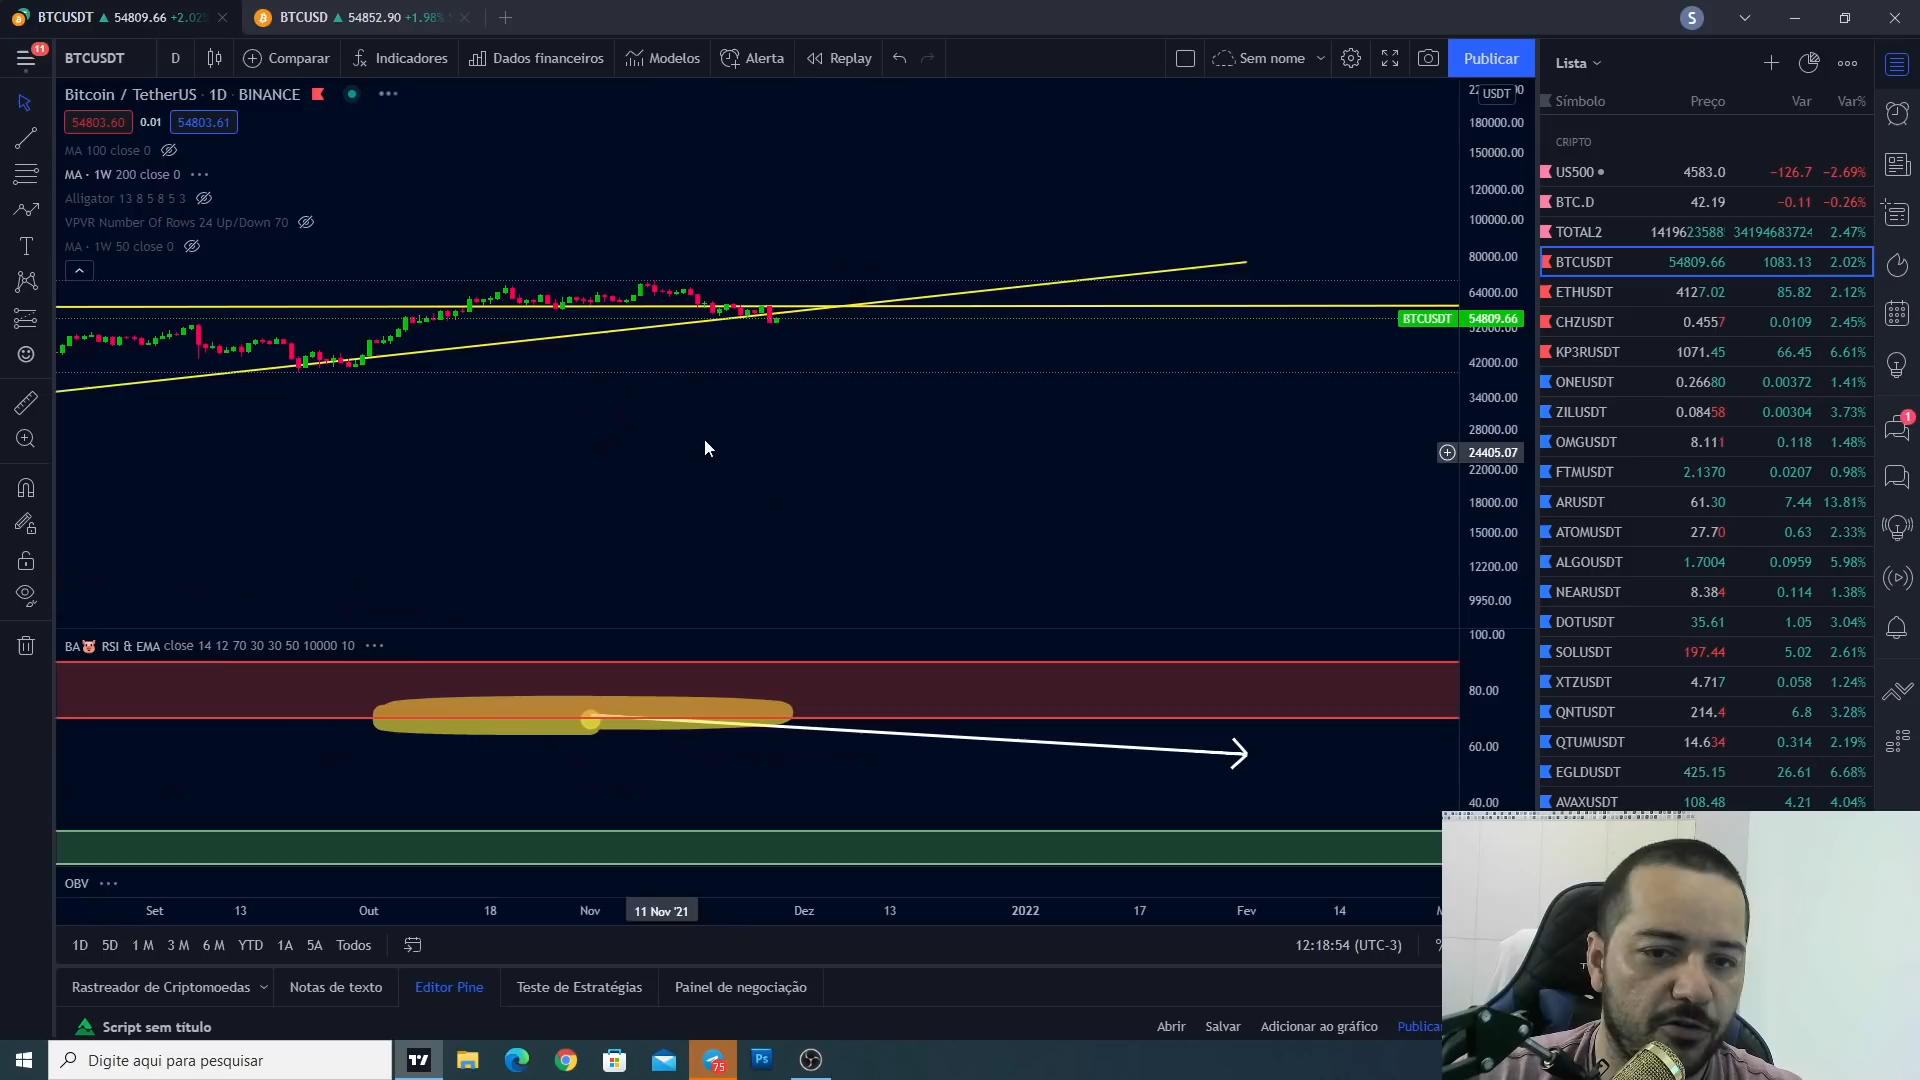 BTCUSDT 54809.66 +2.02
BTCUSD 54852.90 +1.98%
S
11
BTCUSDT D Comparar Indicadores Dados financeiros Modelos Alerta Replay Sem nome Publicar
Lista
Bitcoin / TetherUS · 1D · BINANCE
54803.60 0.01 54803.61
MA 100 close 0
MA · 1W 200 close 0
Alligator 13 8 5 8 5 3
VPVR Number Of Rows 24 Up/Down 70
MA · 1W 50 close 0
USDT
180000.00
150000.00
120000.00
100000.00
80000.00
64000.00
BTCUSDT 54809.66
52000.00
42000.00
34000.00
28000.00
24405.07
22000.00
18000.00
15000.00
12200.00
9950.00
BA RSI & EMA close 14 12 70 30 30 50 10000 10
100.00
80.00
60.00
40.00
OBV
Set 13 Out 18 Nov 11 Nov '21 Dez 13 2022 17 Fev 14
1D 5D 1 M 3 M 6 M YTD 1A 5A Todos
12:18:54 (UTC-3) %
Rastreador de Criptomoedas Notas de texto Editor Pine Teste de Estratégias Painel de negociação
Script sem título
Abrir Salvar Adicionar ao gráfico Publicar
Símbolo Preço Var Var%
CRIPTO
US500 4583.0 −126.7 −2.69%
BTC.D 42.19 −0.11 −0.26%
TOTAL2 14196235885 34194683724 2.47%
BTCUSDT 54809.66 1083.13 2.02%
ETHUSDT 4127.02 85.82 2.12%
CHZUSDT 0.4557 0.0109 2.45%
KP3RUSDT 1071.45 66.45 6.61%
ONEUSDT 0.26680 0.00372 1.41%
ZILUSDT 0.08458 0.00304 3.73%
OMGUSDT 8.111 0.118 1.48%
FTMUSDT 2.1370 0.0207 0.98%
ARUSDT 61.30 7.44 13.81%
ATOMUSDT 27.70 0.63 2.33%
ALGOUSDT 1.7004 0.0959 5.98%
NEARUSDT 8.384 0.114 1.38%
DOTUSDT 35.61 1.05 3.04%
SOLUSDT 197.44 5.02 2.61%
XTZUSDT 4.717 0.058 1.24%
QNTUSDT 214.4 6.8 3.28%
QTUMUSDT 14.634 0.314 2.19%
EGLDUSDT 425.15 26.61 6.68%
AVAXUSDT 108.48 4.21 4.04%
1
Digite aqui para pesquisar
75
Ps